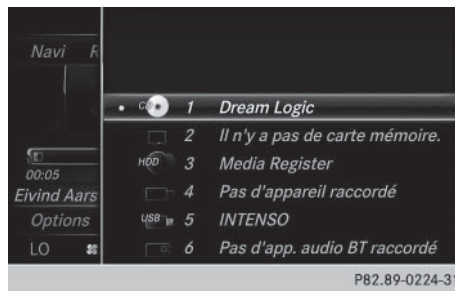 Navi R
CD 1 Dream Logic
2 Il n'y a pas de carte mémoire.
HDD 3 Media Register
00:05
4 Pas d'appareil raccordé
Eivind Aars
USB 5 INTENSO
Options
LO
6 Pas d'app. audio BT raccordé
P82.89-0224-31